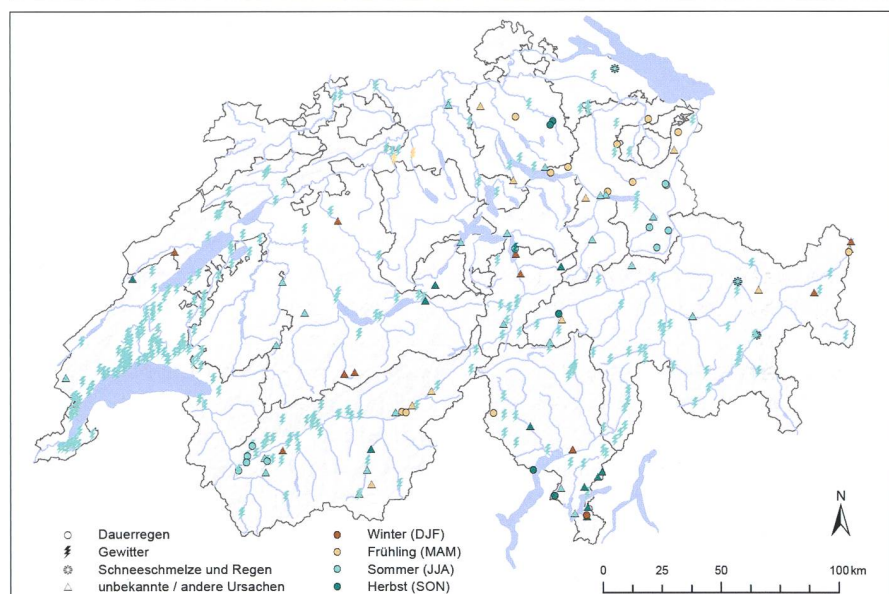 N
Dauerregen
Gewitter
Schneeschmelze und Regen
unbekannte / andere Ursachen
Winter (DJF)
Frühling (MAM)
Sommer (JJA)
Herbst (SON)
0 25 50 100 km